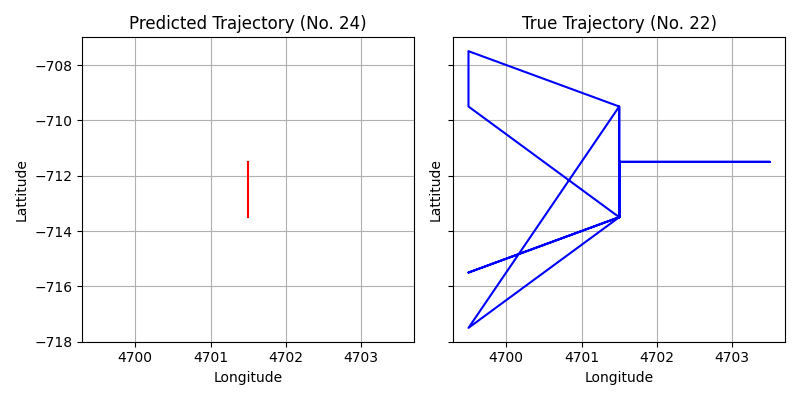 Predicted Trajectory (No. 24)
True Trajectory (No. 22)
Lattitude
−708
−710
−712
−714
−716
−718
4700
4701
4702
4703
Longitude
Lattitude
4700
4701
4702
4703
Longitude